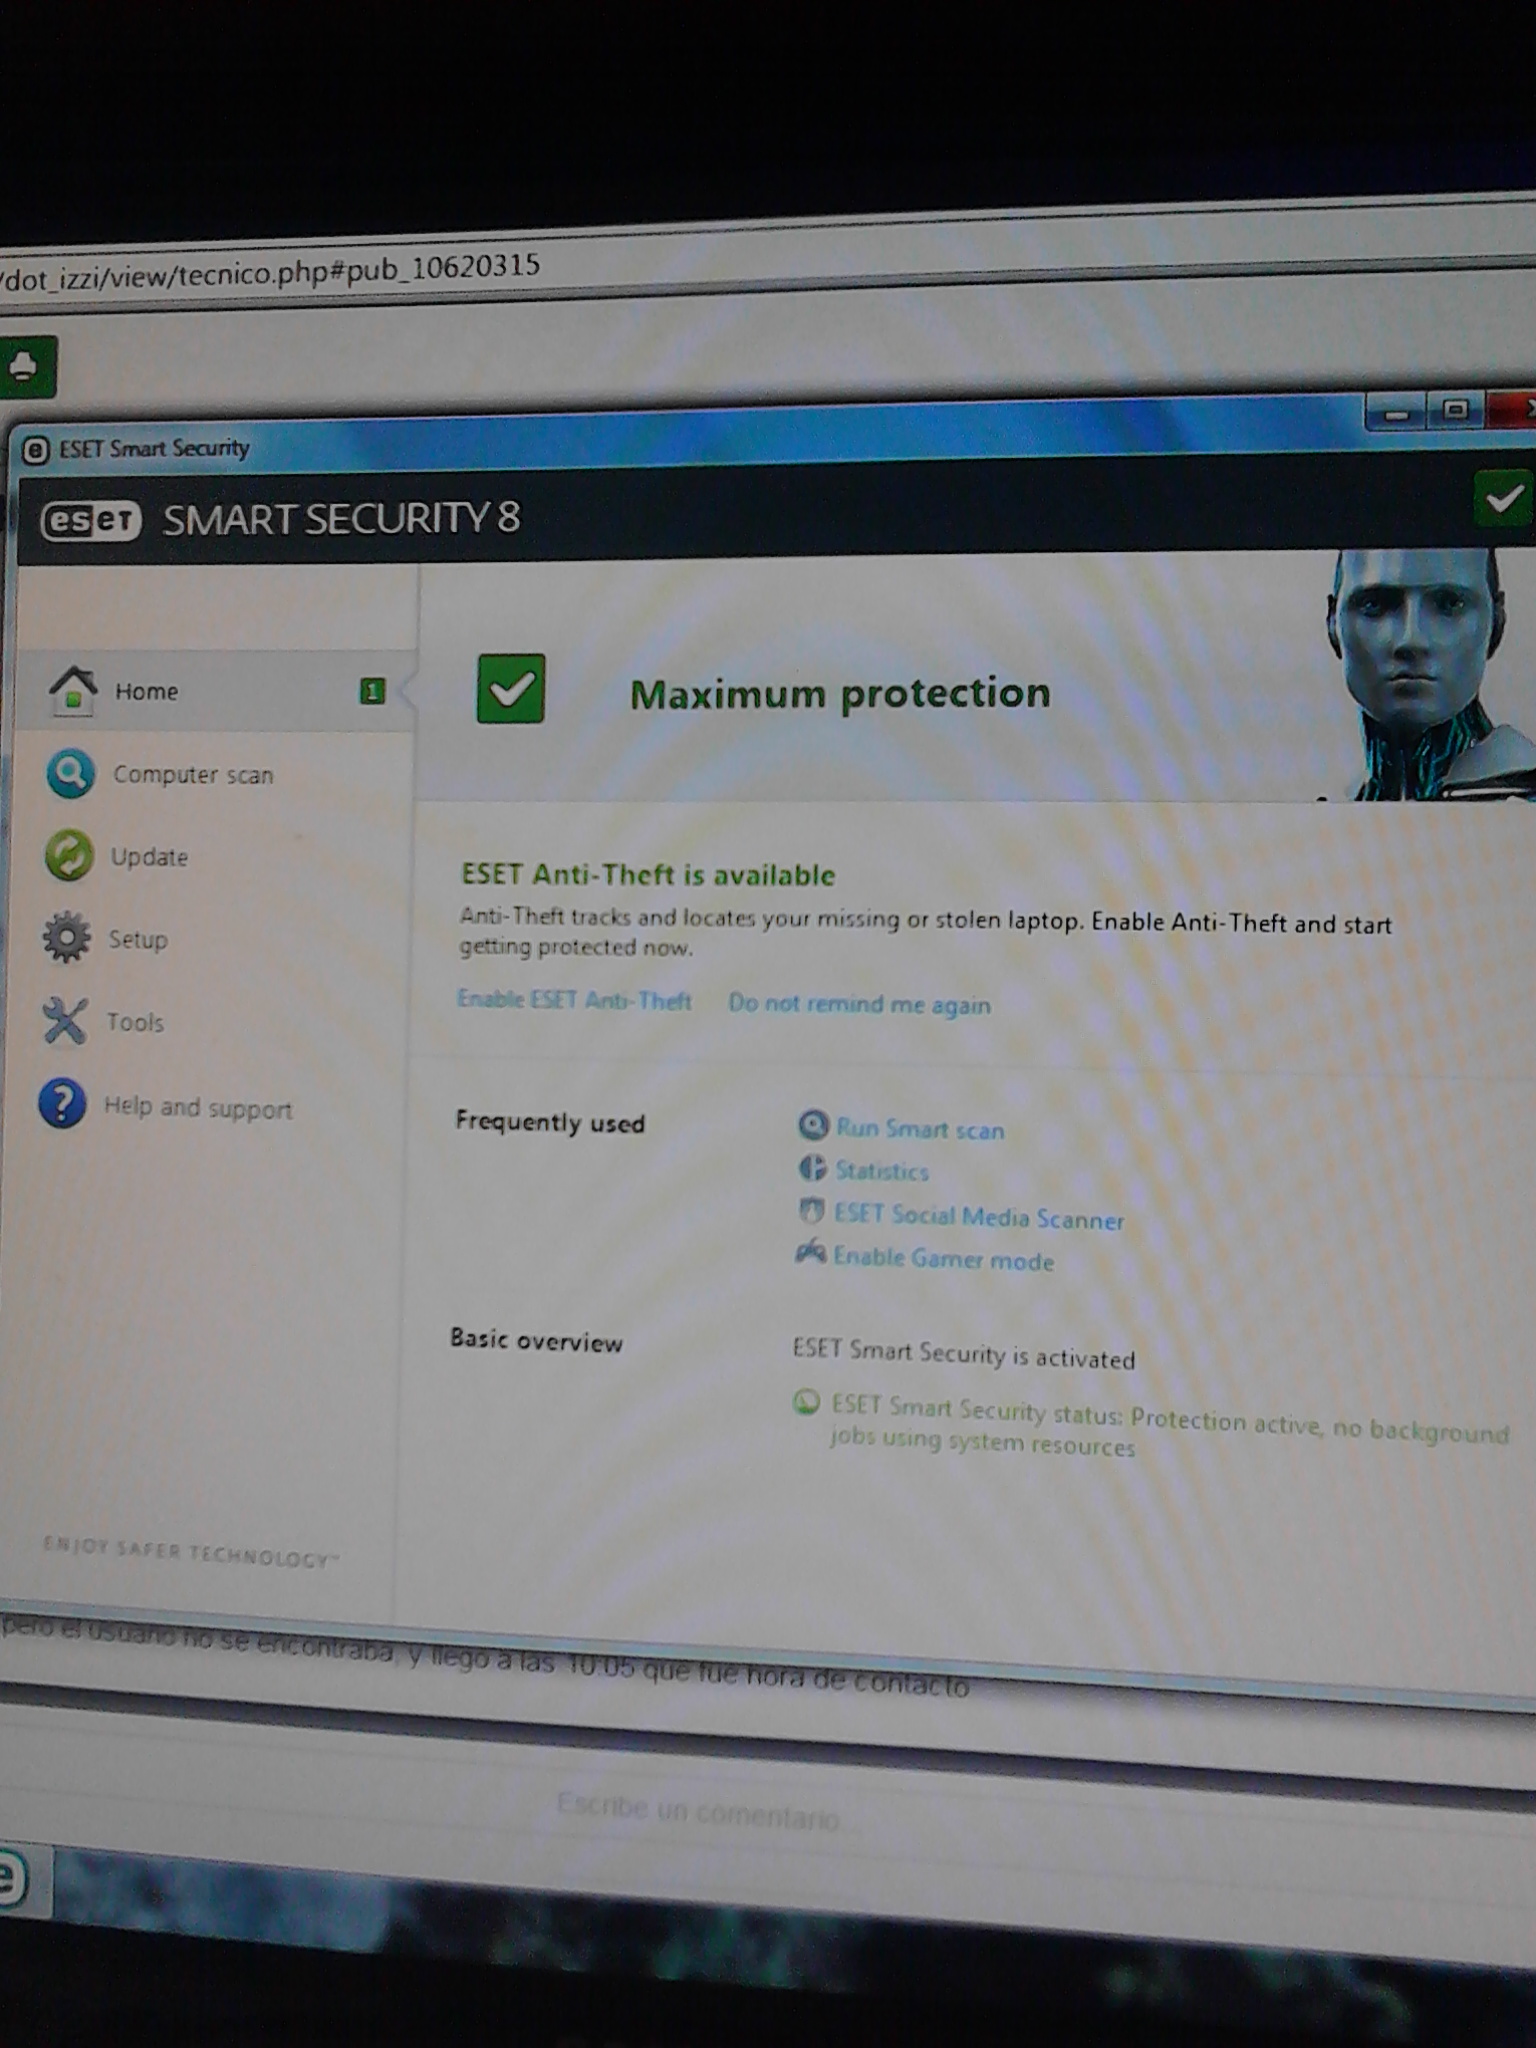 /dot_izzi/view/tecnico.php#pub_10620315
ESET Smart Security
eseT SMART SECURITY 8
Home
1
Maximum protection
Computer scan
Update
Setup
Tools
Help and support
ESET Anti-Theft is available
Anti-Theft tracks and locates your missing or stolen laptop. Enable Anti-Theft and start
getting protected now.
Enable ESET Anti-Theft Do not remind me again
Frequently used
Run Smart scan
Statistics
ESET Social Media Scanner
Enable Gamer mode
Basic overview
ESET Smart Security is activated
ESET Smart Security status: Protection active, no background
jobs using system resources
ENJOY SAFER TECHNOLOGY™
pero el usuario no se encontraba, y llego a las 10:05 que fue hora de contacto
Escribe un comentario...
e